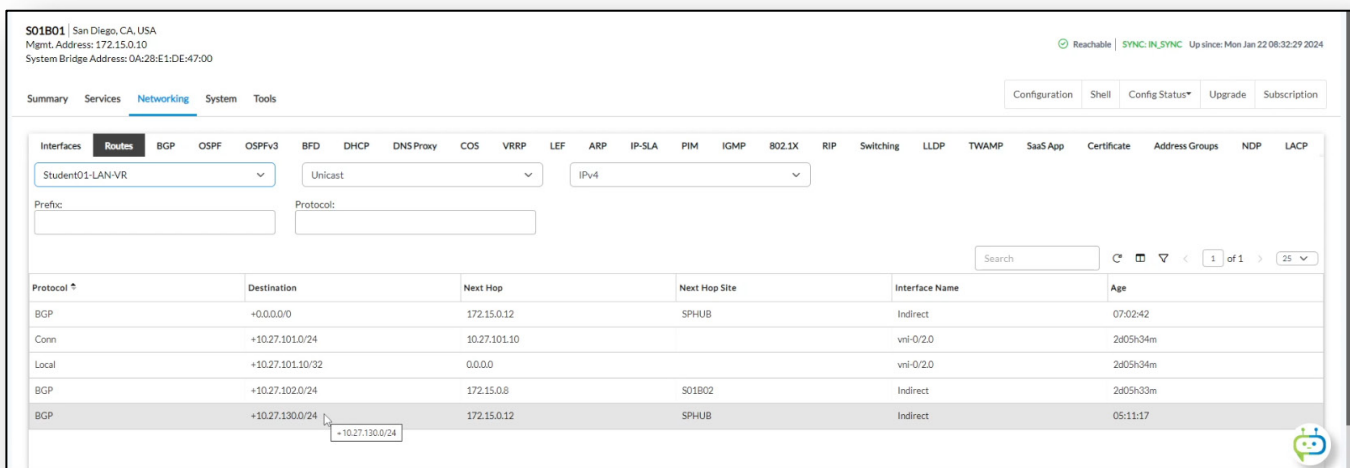 S01B01 | San Diego, CA, USA
Mgmt. Address: 172.15.0.10
System Bridge Address: 0A:28:E1:DE:47:00
Reachable | SYNC: IN_SYNC Up since: Mon Jan 22 08:32:29 2024
Summary Services Networking System Tools
Configuration Shell Config Status Upgrade Subscription
Interfaces Routes BGP OSPF OSPFv3 BFD DHCP DNS Proxy COS VRRP LEF ARP IP-SLA PIM IGMP 802.1X RIP Switching LLDP TWAMP SaaS App Certificate Address Groups NDP LACP
Student01-LAN-VR Unicast IPv4
Prefix: Protocol:
Search 1 of 1 25
Protocol Destination Next Hop Next Hop Site Interface Name Age
BGP +0.0.0.0/0 172.15.0.12 SPHUB Indirect 07:02:42
Conn +10.27.101.0/24 10.27.101.10 vni-0/2.0 2d05h34m
Local +10.27.101.10/32 0.0.0.0 vni-0/2.0 2d05h34m
BGP +10.27.102.0/24 172.15.0.8 S01B02 Indirect 2d05h33m
BGP +10.27.130.0/24 172.15.0.12 SPHUB Indirect 05:11:17
+10.27.130.0/24